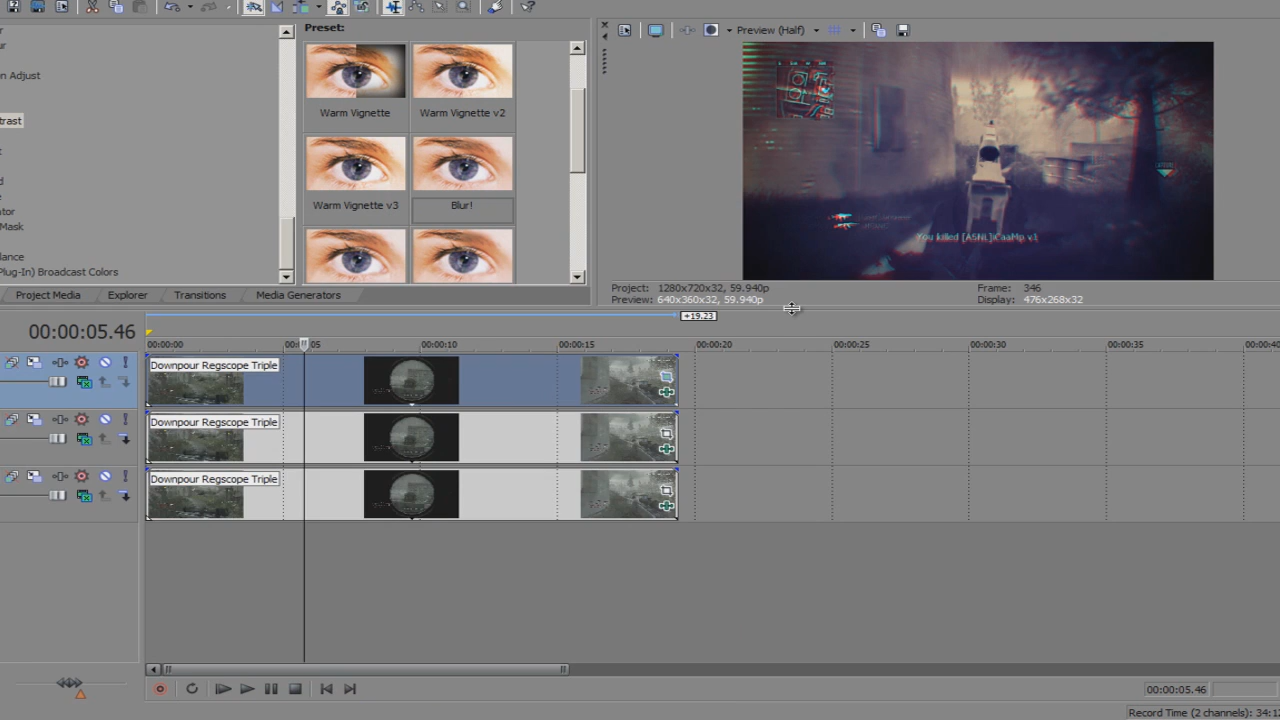 Preset:
Warm Vignette
Warm Vignette v2
Warm Vignette v3
Blur!
on Adjust
trast
Mask
Plug-In) Broadcast Colors
Project Media
Explorer
Transitions
Media Generators
Preview (Half)
You killed [ASNL]CaaMp v1
Project: 1280x720x32, 59.940p
Preview: 640x360x32, 59.940p
Frame: 346
Display: 476x268x32
+19.23
00:00:05.46
00:00:00
00:00:05
00:00:10
00:00:15
00:00:20
00:00:25
00:00:30
00:00:35
00:00:40
Downpour Regscope Triple
Downpour Regscope Triple
Downpour Regscope Triple
00:00:05.46
Record Time (2 channels): 34:1